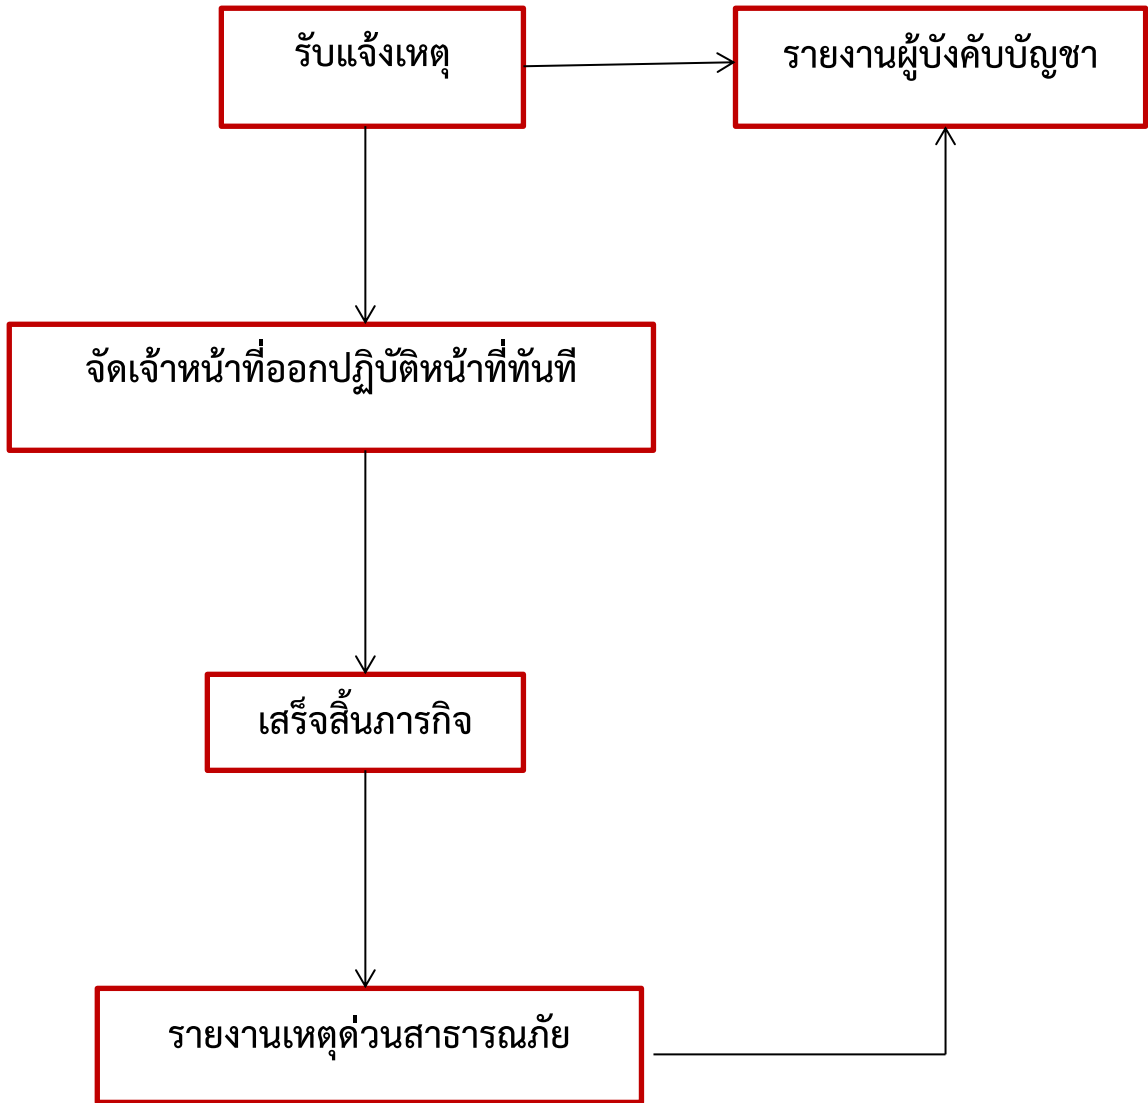 รับแจ้งเหตุ
รายงานผู้บังคับบัญชา
จัดเจ้าหน้าที่ออกปฏิบัติหน้าที่ทันที
เสร็จสิ้นภารกิจ
รายงานเหตุด่วนสาธารณภัย